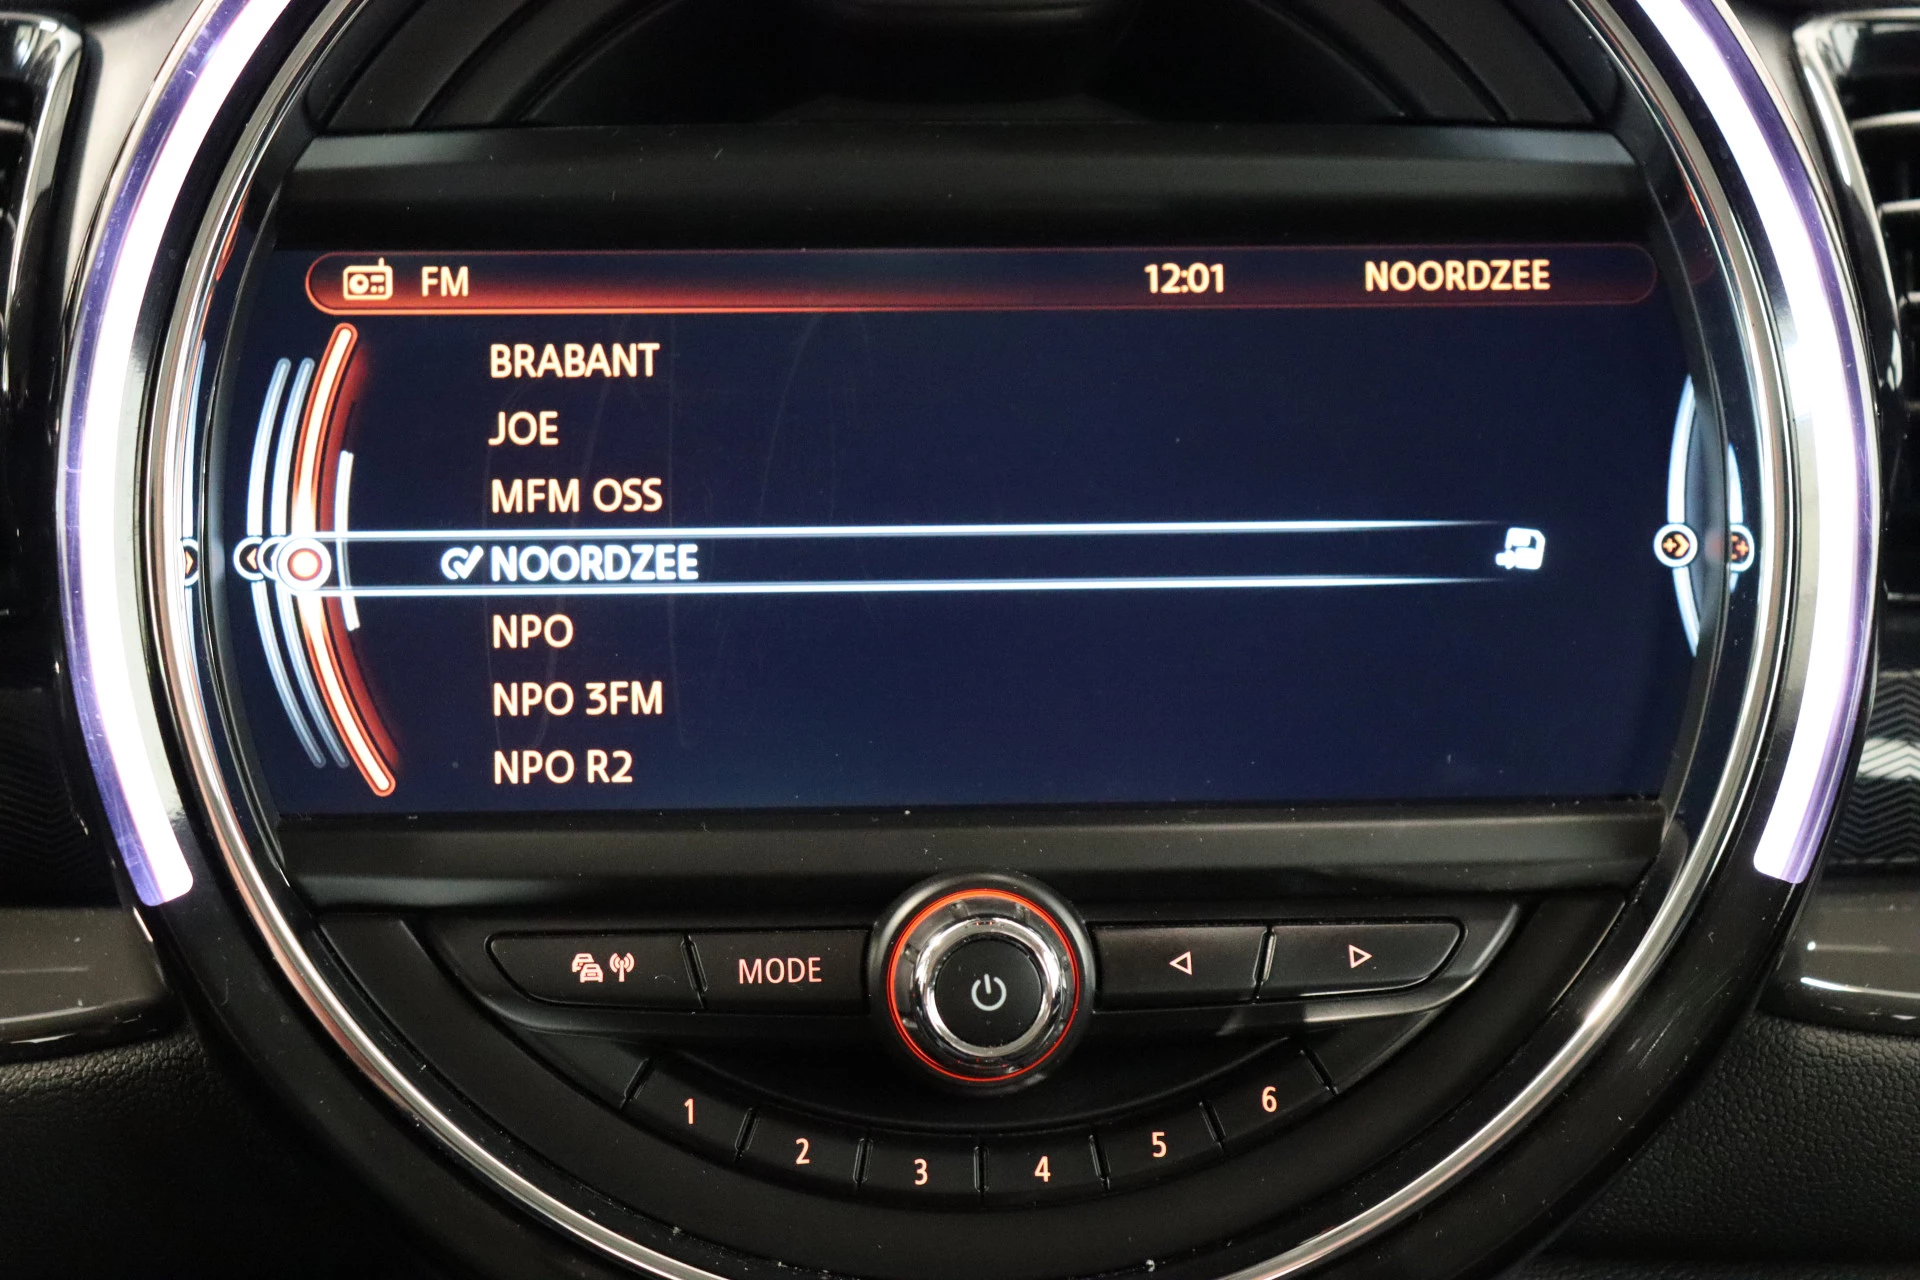 FM 12:01 NOORDZEE
BRABANT
JOE
MFM OSS
NOORDZEE
NPO
NPO 3FM
NPO R2
MODE
1 2 3 4 5 6